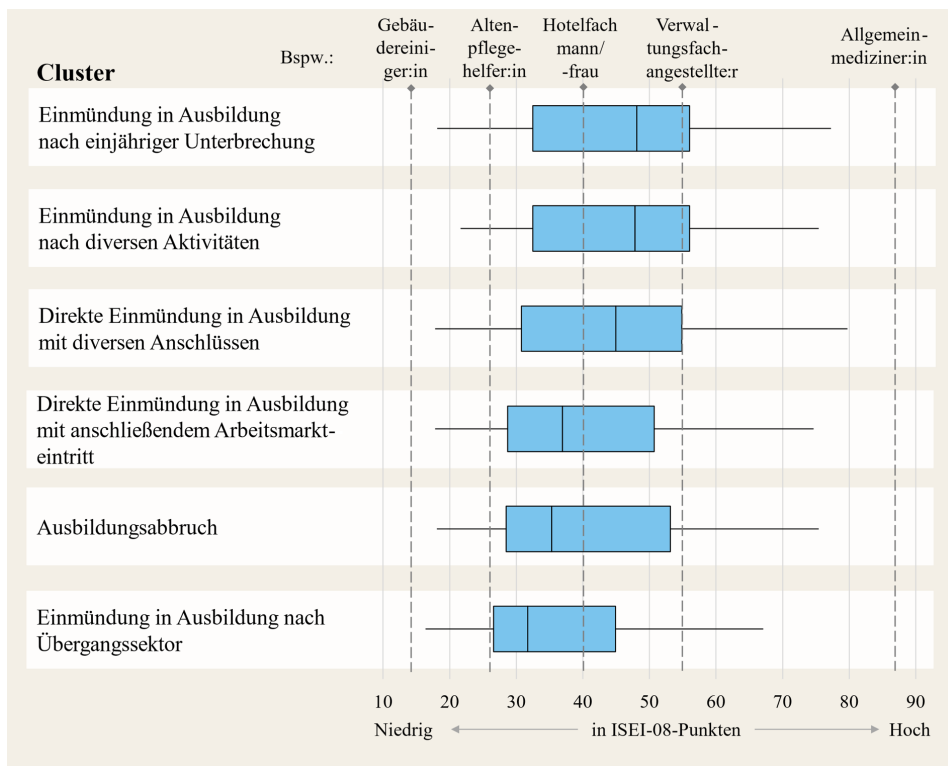 Cluster
Bspw.:
Gebäu-
dereini-
ger:in
Alten-
pflege-
helfer:in
Hotelfach
mann/
-frau
Verwal-
tungsfach-
angestellte:r
Allgemein-
mediziner:in
Einmündung in Ausbildung
nach einjähriger Unterbrechung
Einmündung in Ausbildung
nach diversen Aktivitäten
Direkte Einmündung in Ausbildung
mit diversen Anschlüssen
Direkte Einmündung in Ausbildung
mit anschließendem Arbeitsmarkt-
eintritt
Ausbildungsabbruch
Einmündung in Ausbildung nach
Übergangssektor
10 20 30 40 50 60 70 80 90
Niedrig in ISEI-08-Punkten Hoch